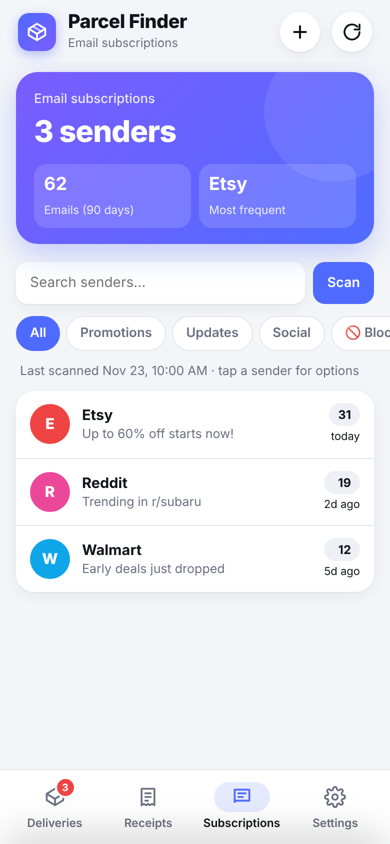 Parcel Finder
Email subscriptions
Email subscriptions
3 senders
62
Emails (90 days)
Etsy
Most frequent
Search senders...
Scan
All
Promotions
Updates
Social
🚫 Bloc
Last scanned Nov 23, 10:00 AM · tap a sender for options
E
Etsy
Up to 60% off starts now!
31
today
R
Reddit
Trending in r/subaru
19
2d ago
W
Walmart
Early deals just dropped
12
5d ago
3
Deliveries
Receipts
Subscriptions
Settings